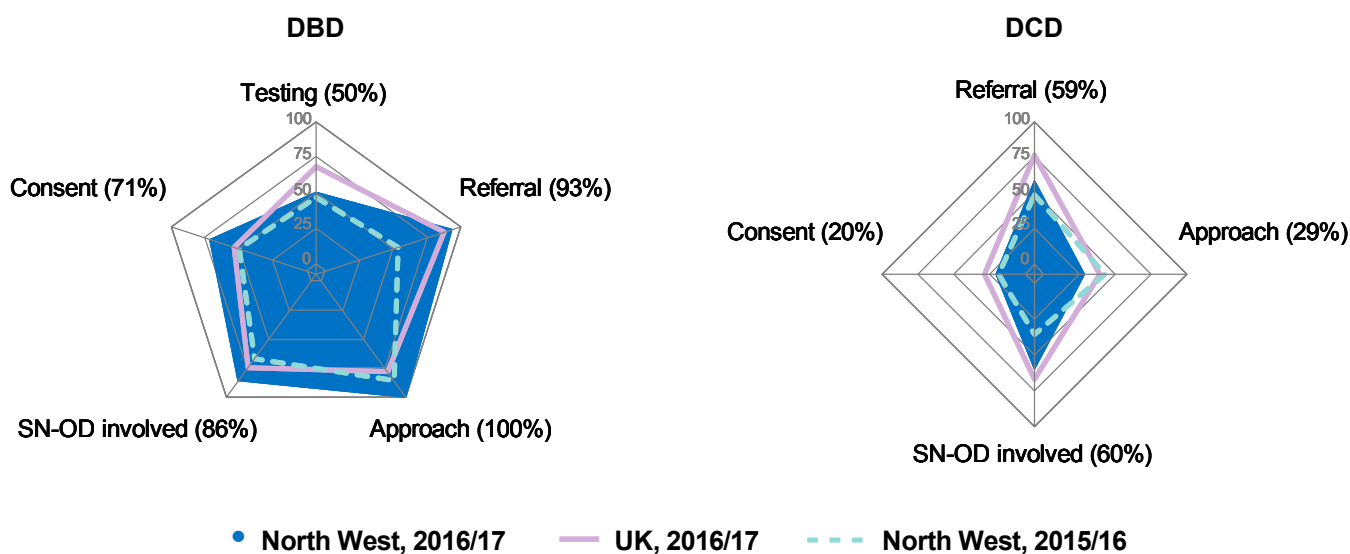 DBD
DCD
Testing (50%)
Referral (59%)
100
75
50
25
0
100
75
50
25
0
Consent (71%)
Referral (93%)
Consent (20%)
Approach (29%)
SN-OD involved (86%)
Approach (100%)
SN-OD involved (60%)
North West, 2016/17
UK, 2016/17
North West, 2015/16